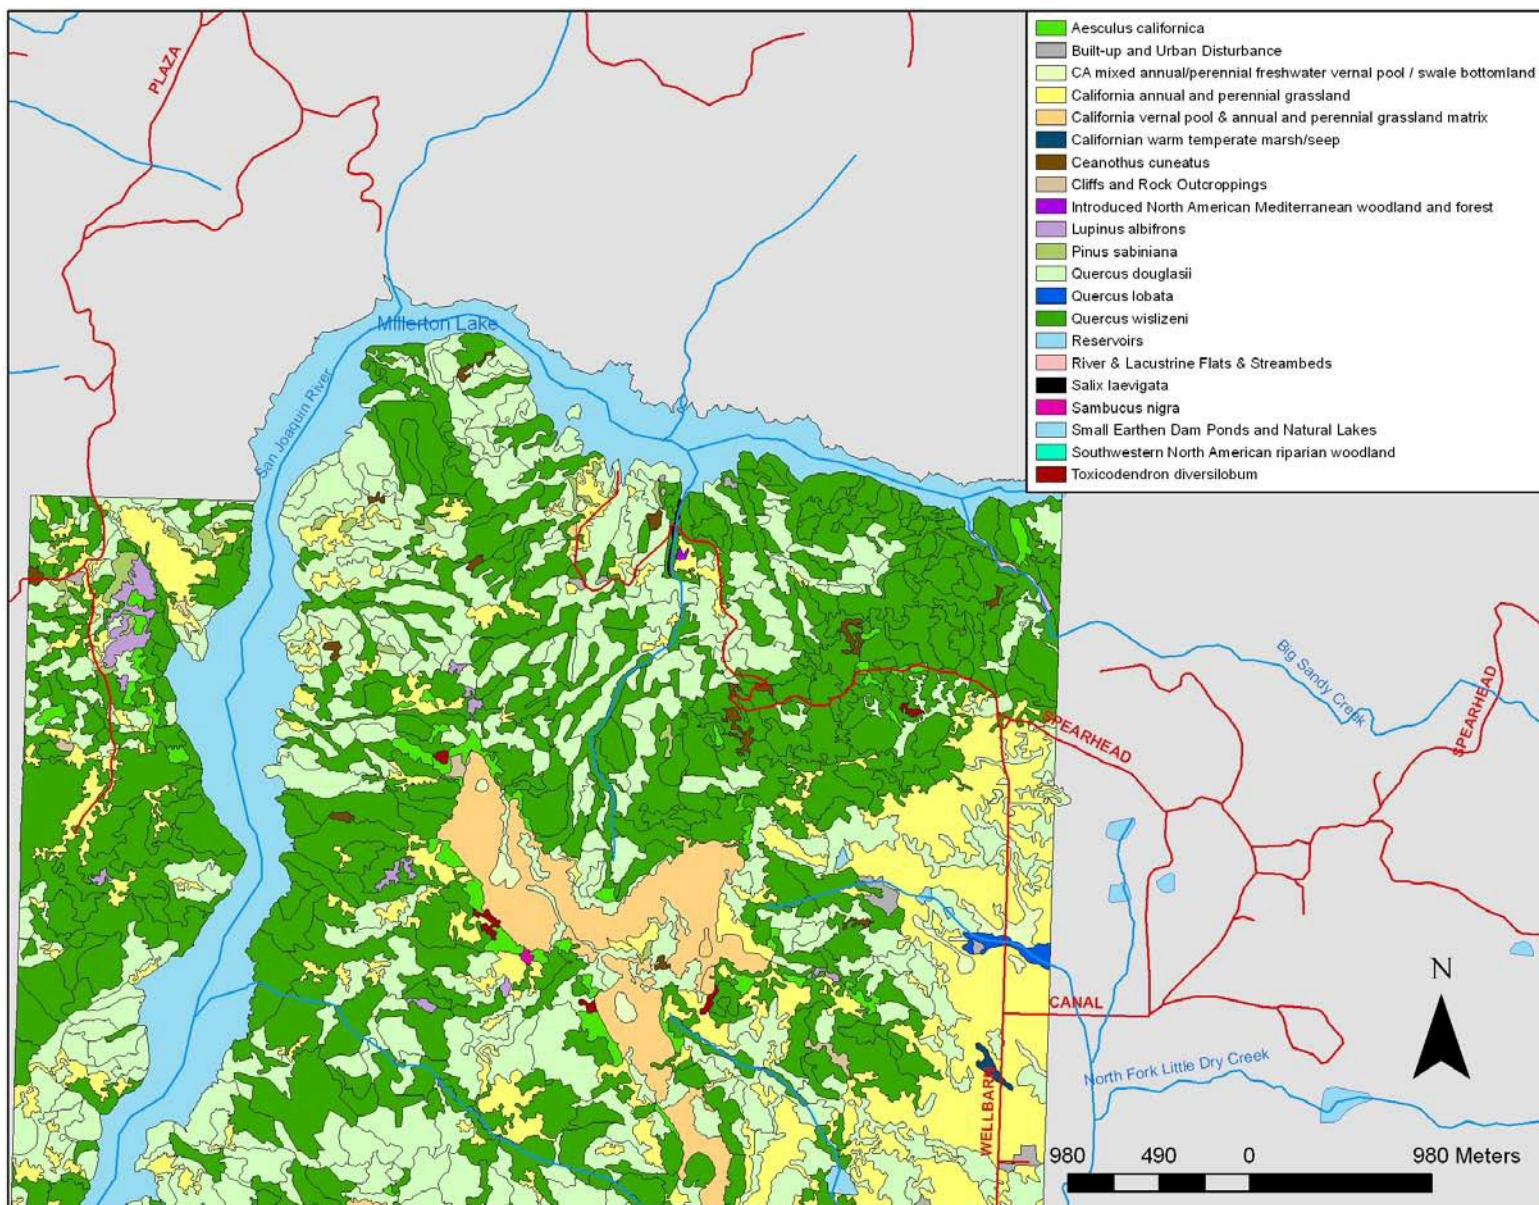 PLAZA
Aesculus californica
Built-up and Urban Disturbance
CA mixed annual/perennial freshwater vernal pool / swale bottomland
California annual and perennial grassland
California vernal pool & annual and perennial grassland matrix
Californian warm temperate marsh/seep
Ceanothus cuneatus
Cliffs and Rock Outcroppings
Introduced North American Mediterranean woodland and forest
Lupinus albifrons
Pinus sabiniana
Quercus douglasii
Quercus lobata
Quercus wislizeni
Reservoirs
River & Lacustrine Flats & Streambeds
Salix laevigata
Sambucus nigra
Small Earthen Dam Ponds and Natural Lakes
Southwestern North American riparian woodland
Toxicodendron diversilobum
Millerton Lake
San Joaquin River
Big Sandy Creek
SPEARHEAD
SPEARHEAD
CANAL
N
North Fork Little Dry Creek
980 490 0 980 Meters